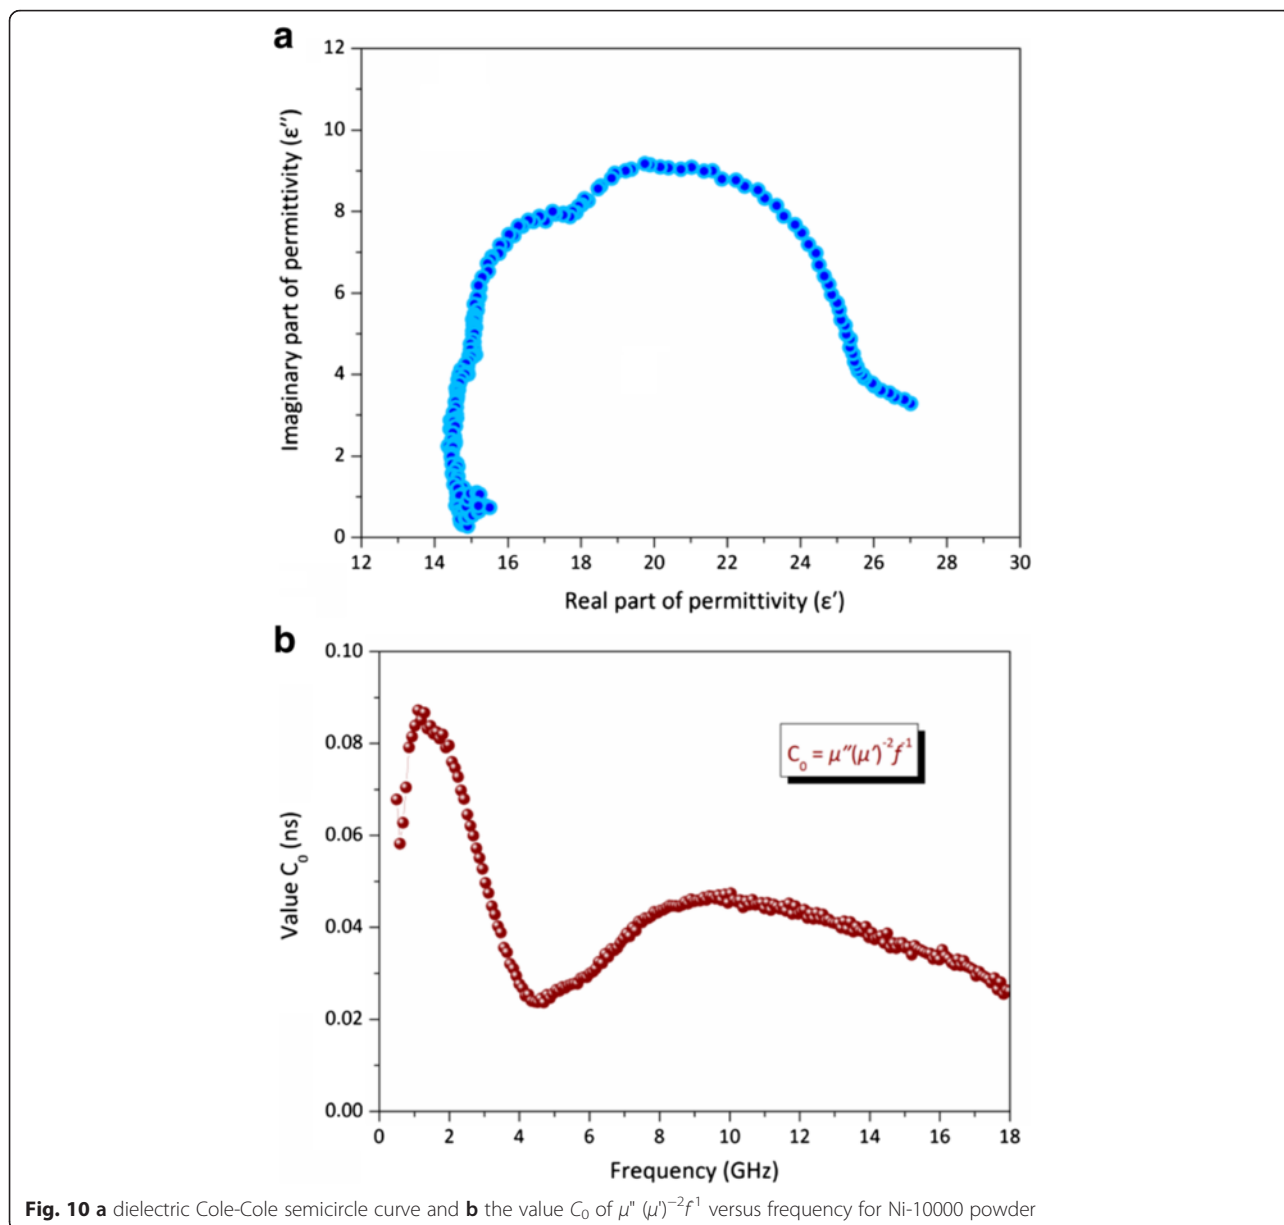 a
12
10
8
6
4
2
0
Imaginary part of permittivity (ε′′)
12 14 16 18 20 22 24 26 28 30
Real part of permittivity (ε′)
b
0.10
0.08
0.06
0.04
0.02
0.00
Value C₀ (ns)
C₀ = μ′′(μ′)⁻²f⁻¹
0 2 4 6 8 10 12 14 16 18
Frequency (GHz)
Fig. 10 a dielectric Cole-Cole semicircle curve and b the value C₀ of μ" (μ')⁻²f¹ versus frequency for Ni-10000 powder